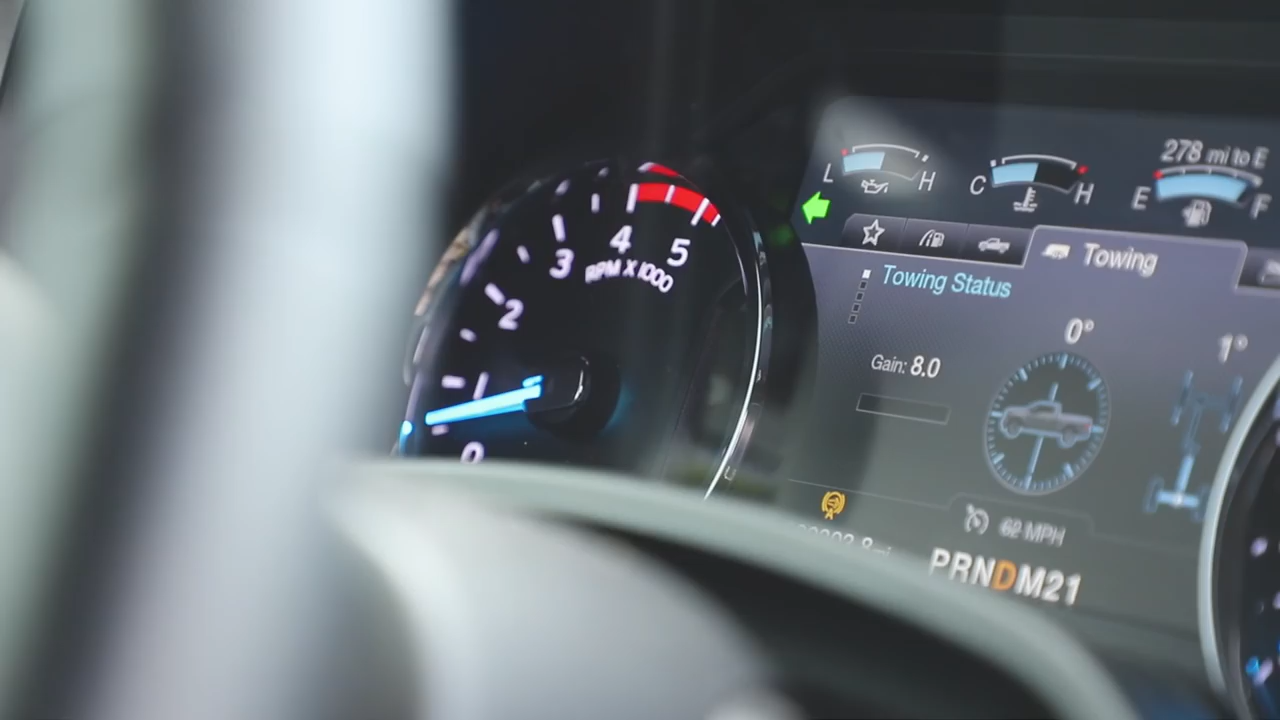 278 mi to E
L H
C H
E F
Towing
Towing Status
0°
1°
Gain: 8.0
62 MPH
PRNDM21
0
2
3
4
5
RPM X 1000